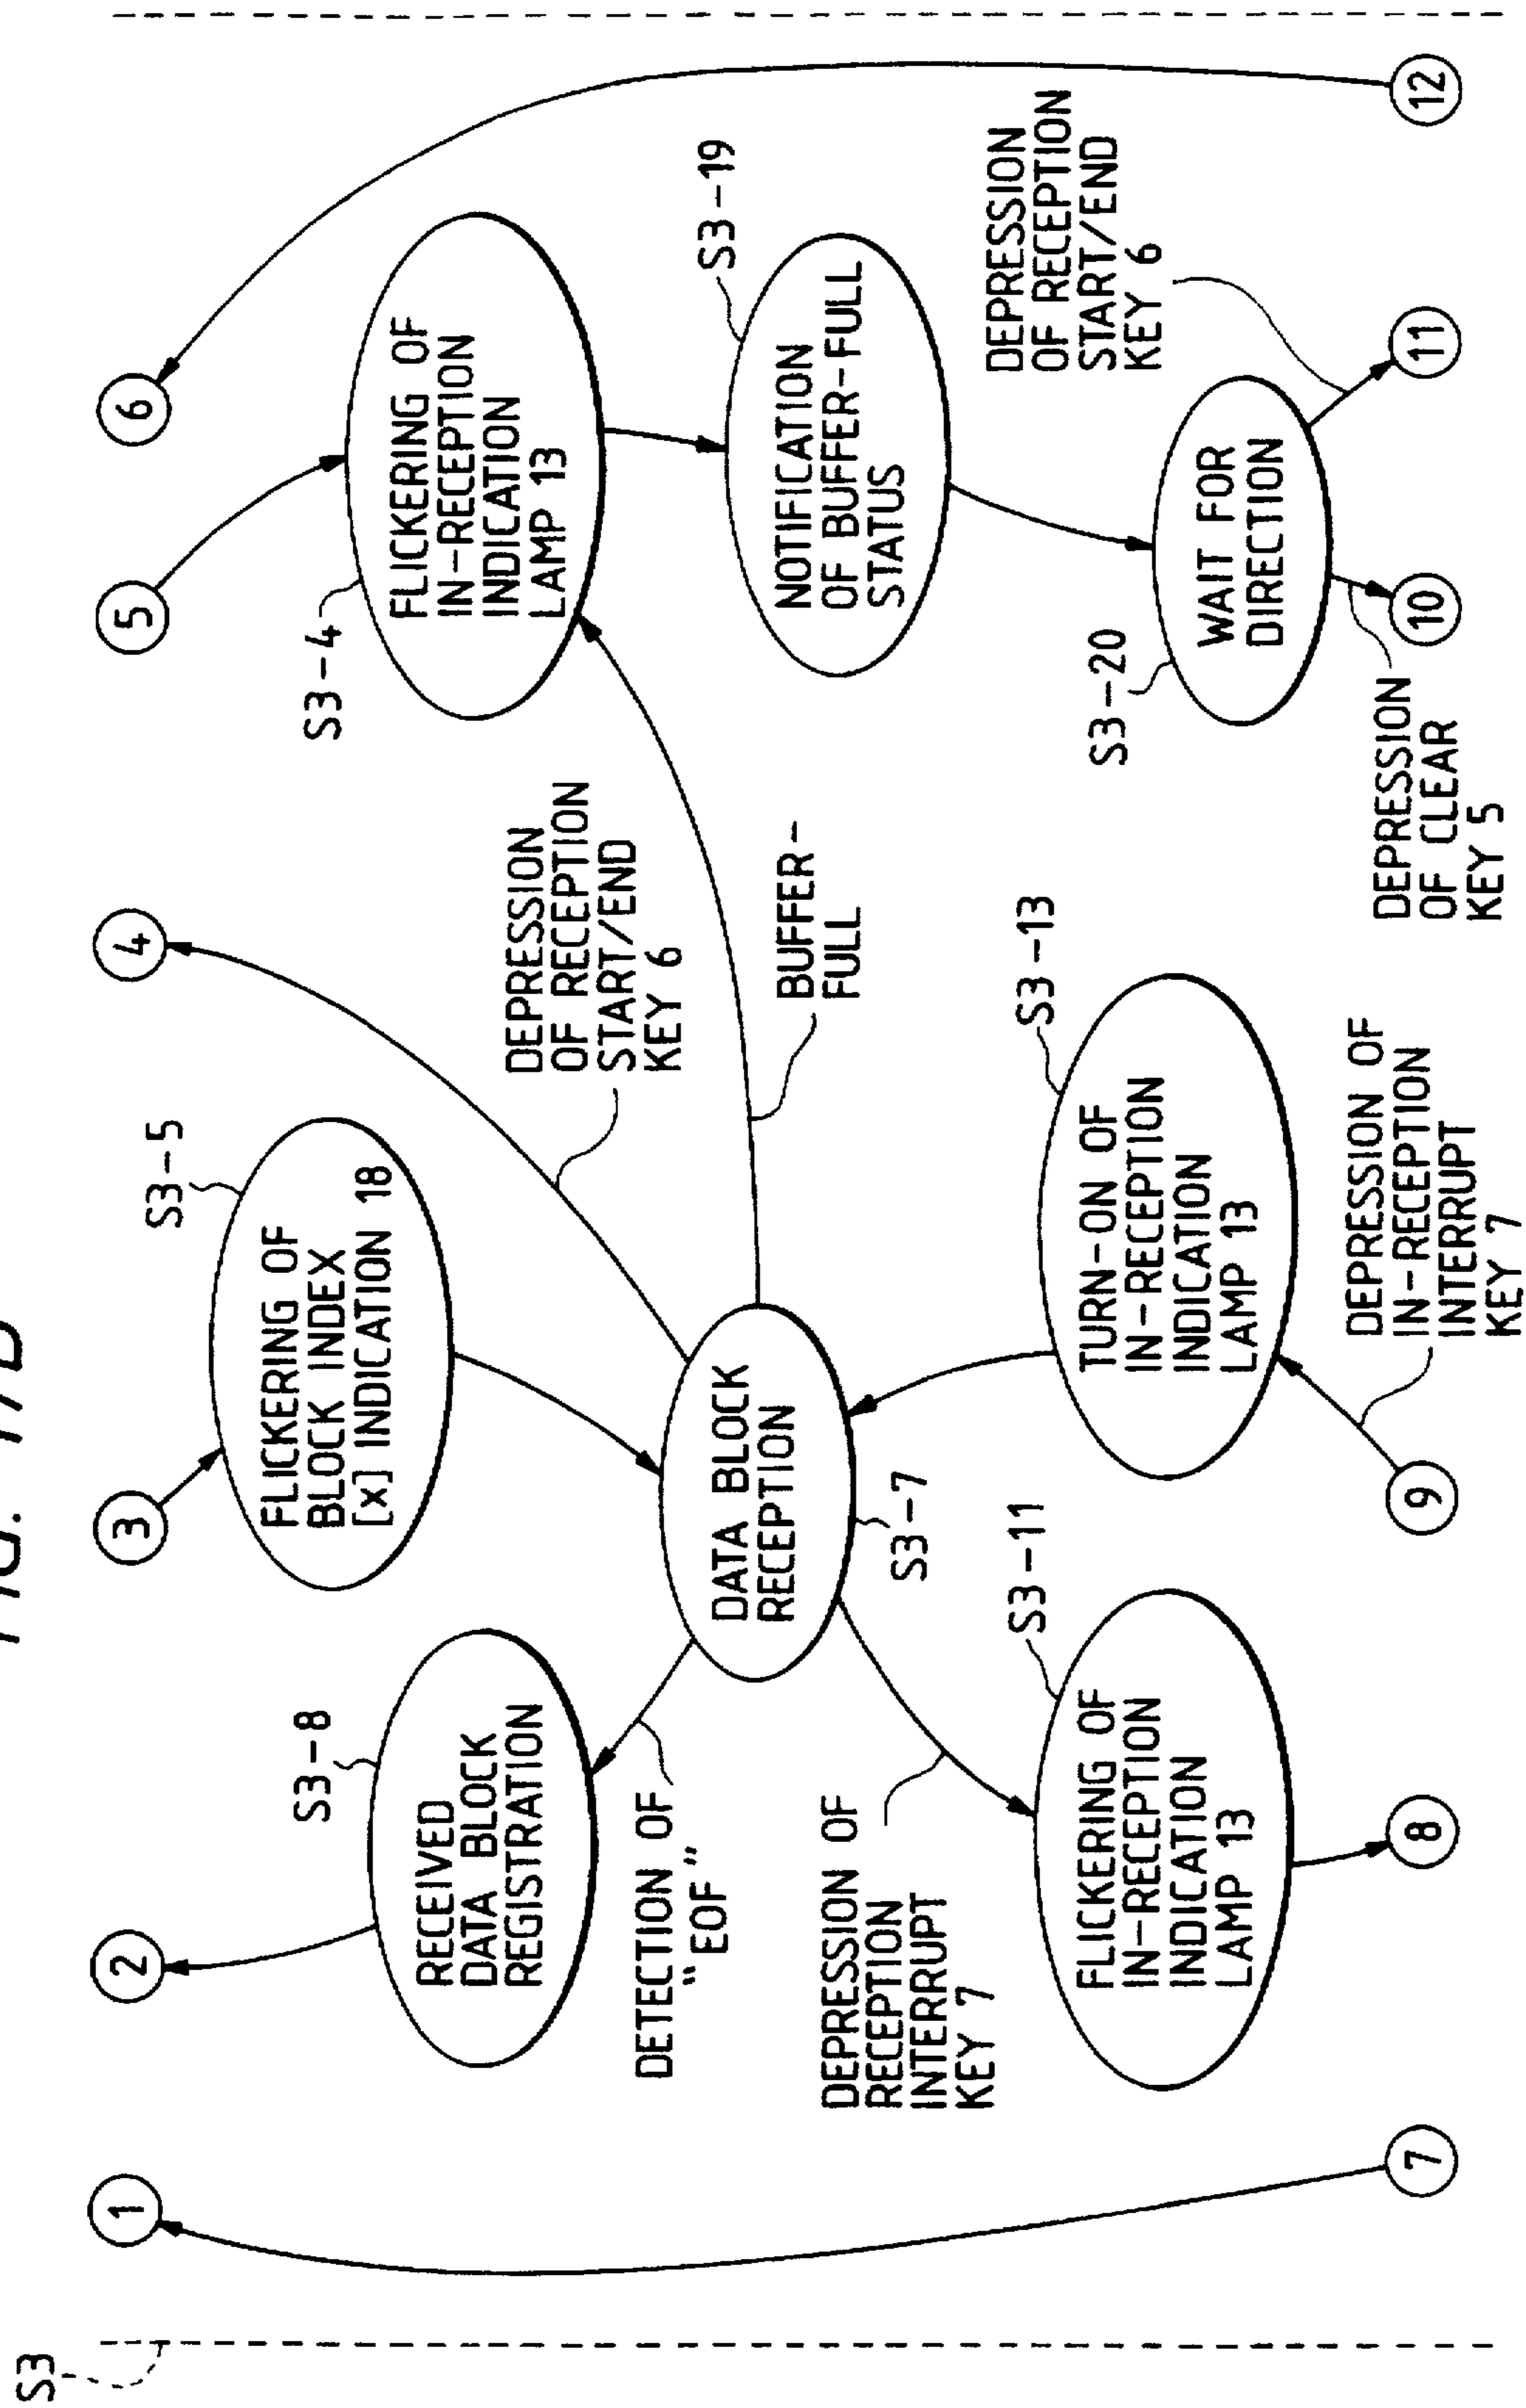 S3
1
2
3
4
5
6
S3-8
RECEIVED
DATA BLOCK
REGISTRATION
S3-5
FLICKERING OF
BLOCK INDEX
[x] INDICATION 18
S3-4
FLICKERING OF
IN-RECEPTION
INDICATION
LAMP 13
DETECTION OF
"EOF"
DEPRESSION
OF RECEPTION
START/END
KEY 6
DATA BLOCK
RECEPTION
S3-7
BUFFER-
FULL
S3-19
NOTIFICATION
OF BUFFER-FULL
STATUS
DEPRESSION OF
RECEPTION
INTERRUPT
KEY 7
S3-11
FLICKERING OF
IN-RECEPTION
INDICATION
LAMP 13
S3-13
TURN-ON OF
IN-RECEPTION
INDICATION
LAMP 13
S3-20
WAIT FOR
DIRECTION
DEPRESSION
OF RECEPTION
START/END
KEY 6
DEPRESSION OF
IN-RECEPTION
INTERRUPT
KEY 7
DEPRESSION
OF CLEAR
KEY 5
7
8
9
10
11
12